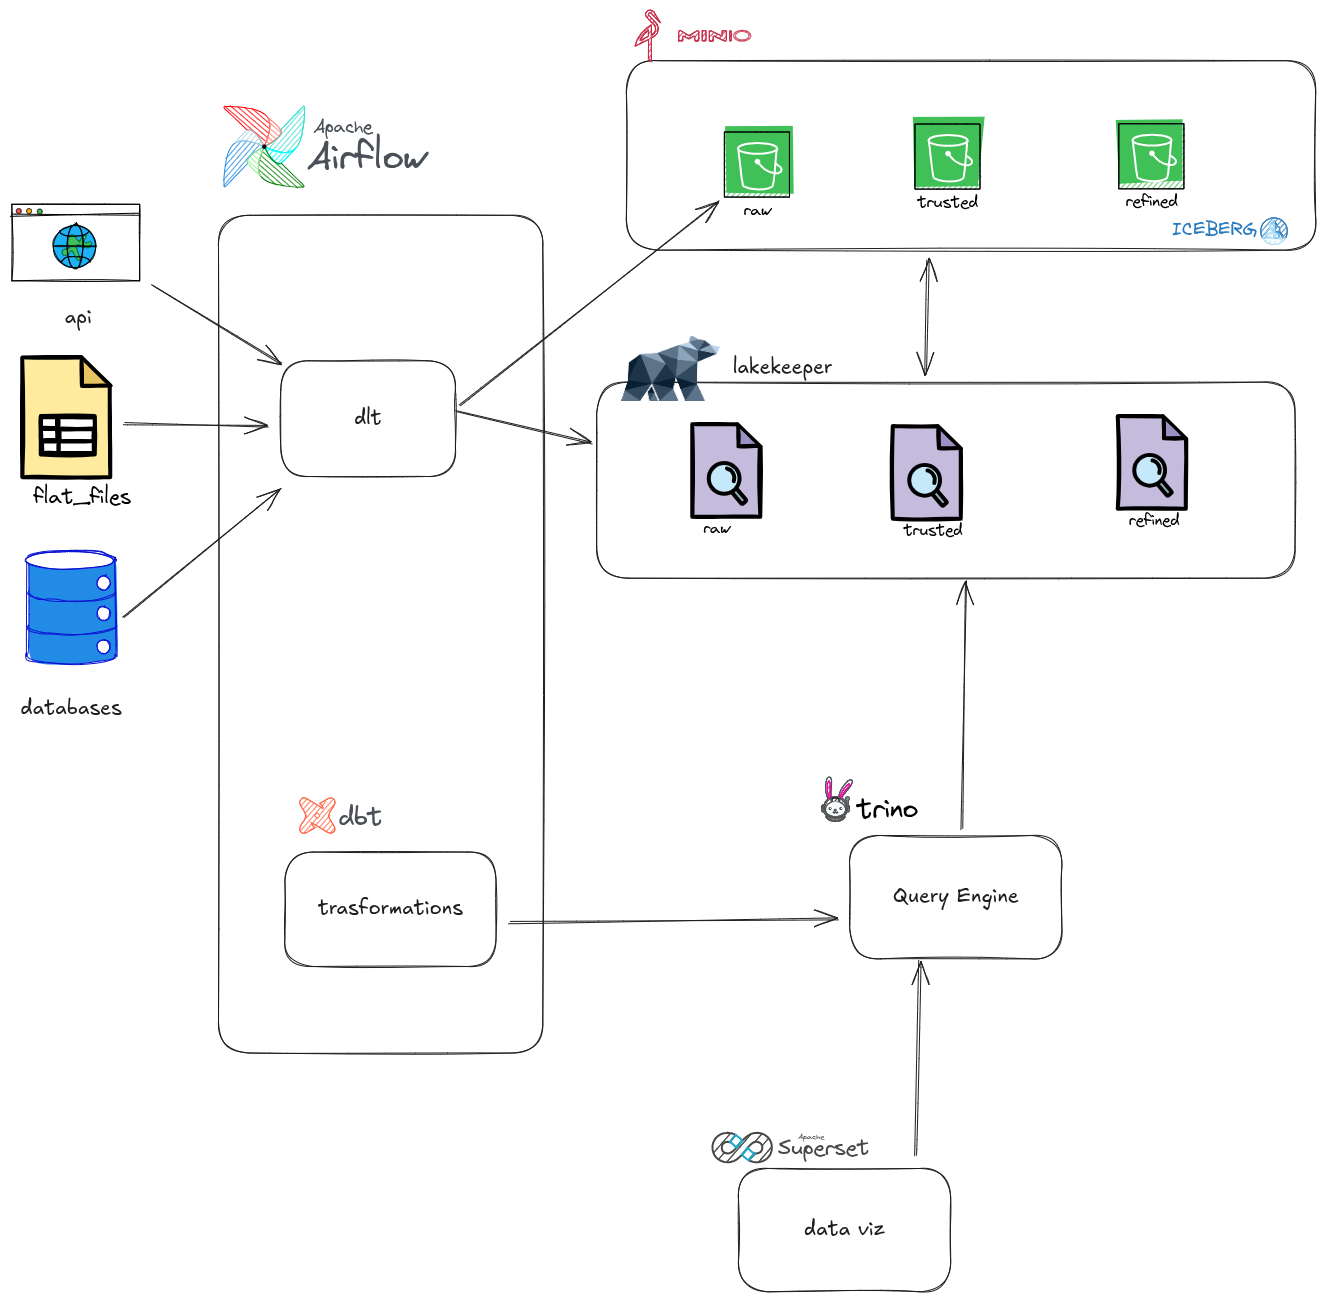 MINIO
raw
trusted
refined
ICEBERG
Apache
Airflow
api
flat_files
databases
dlt
lakekeeper
raw
trusted
refined
dbt
trasformations
trino
Query Engine
Apache
Superset
data viz